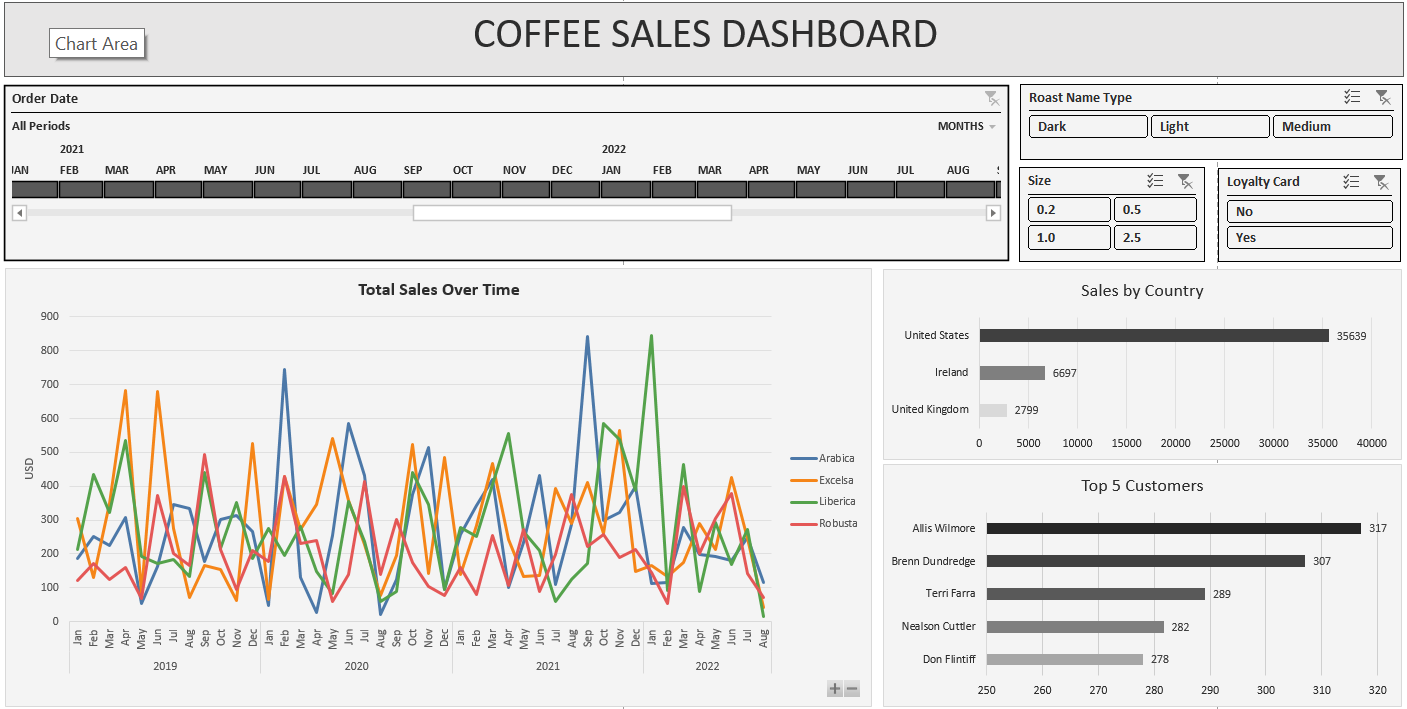 COFFEE SALES DASHBOARD
Chart Area
Order Date
All Periods
MONTHS
2021 2022
JAN FEB MAR APR MAY JUN JUL AUG SEP OCT NOV DEC JAN FEB MAR APR MAY JUN JUL AUG
Roast Name Type
Dark Light Medium
Size
0.2 0.5
1.0 2.5
Loyalty Card
No
Yes
Total Sales Over Time
900
800
700
600
500
400
300
200
100
0
USD
Jan Feb Mar Apr May Jun Jul Aug Sep Oct Nov Dec Jan Feb Mar Apr May Jun Jul Aug Sep Oct Nov Dec Jan Feb Mar Apr May Jun Jul Aug Sep Oct Nov Dec Jan Feb Mar Apr May Jun Jul Aug
2019 2020 2021 2022
Arabica
Excelsa
Liberica
Robusta
Sales by Country
United States 35639
Ireland 6697
United Kingdom 2799
0 5000 10000 15000 20000 25000 30000 35000 40000
Top 5 Customers
Allis Wilmore 317
Brenn Dundredge 307
Terri Farra 289
Nealson Cuttler 282
Don Flintiff 278
250 260 270 280 290 300 310 320